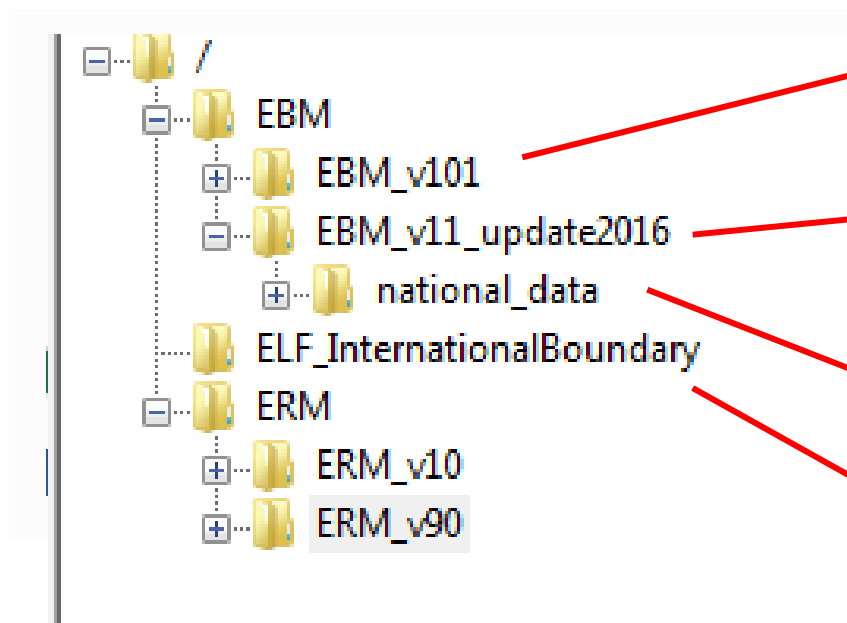 /
EBM
EBM_v101
EBM_v11_update2016
national_data
ELF_InternationalBoundary
ERM
ERM_v10
ERM_v90